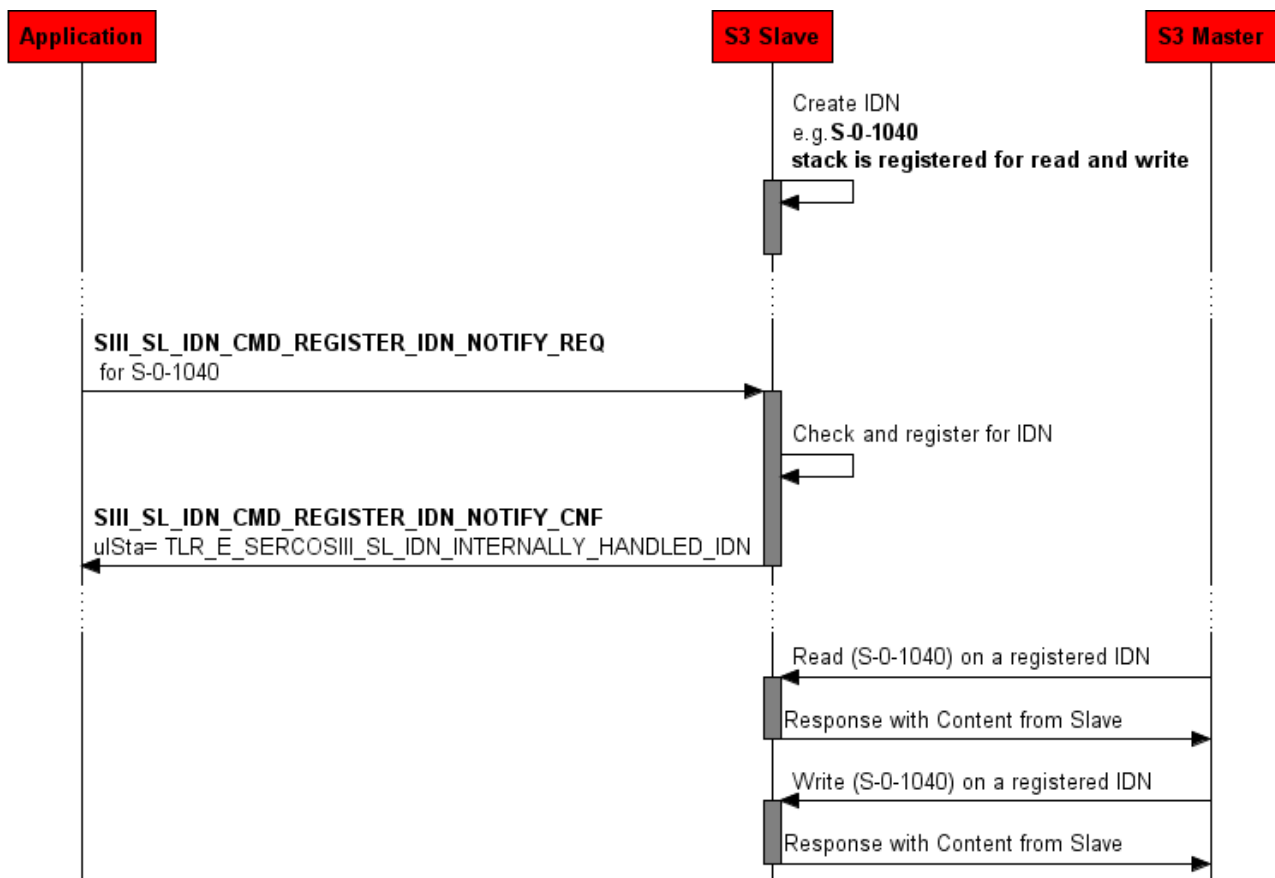 Application
S3 Slave
S3 Master
Create IDN
e.g. S-0-1040
stack is registered for read and write
SIII_SL_IDN_CMD_REGISTER_IDN_NOTIFY_REQ
for S-0-1040
Check and register for IDN
SIII_SL_IDN_CMD_REGISTER_IDN_NOTIFY_CNF
ulSta= TLR_E_SERCOSIII_SL_IDN_INTERNALLY_HANDLED_IDN
Read (S-0-1040) on a registered IDN
Response with Content from Slave
Write (S-0-1040) on a registered IDN
Response with Content from Slave